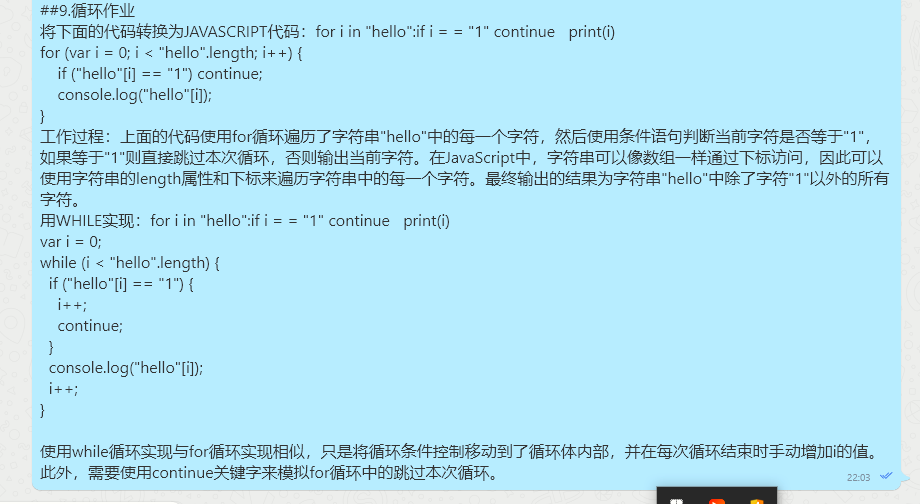 ##9.循环作业
将下面的代码转换为JAVASCRIPT代码：for i in "hello":if i = = "1" continue   print(i)
for (var i = 0; i < "hello".length; i++) {
    if ("hello"[i] == "1") continue;
    console.log("hello"[i]);
}
工作过程：上面的代码使用for循环遍历了字符串"hello"中的每一个字符，然后使用条件语句判断当前字符是否等于"1"，
如果等于"1"则直接跳过本次循环，否则输出当前字符。在JavaScript中，字符串可以像数组一样通过下标访问，因此可以
使用字符串的length属性和下标来遍历字符串中的每一个字符。最终输出的结果为字符串"hello"中除了字符"1"以外的所有
字符。
用WHILE实现：for i in "hello":if i = = "1" continue   print(i)
var i = 0;
while (i < "hello".length) {
  if ("hello"[i] == "1") {
    i++;
    continue;
  }
  console.log("hello"[i]);
  i++;
}
使用while循环实现与for循环实现相似，只是将循环条件控制移动到了循环体内部，并在每次循环结束时手动增加i的值。
此外，需要使用continue关键字来模拟for循环中的跳过本次循环。
22:03